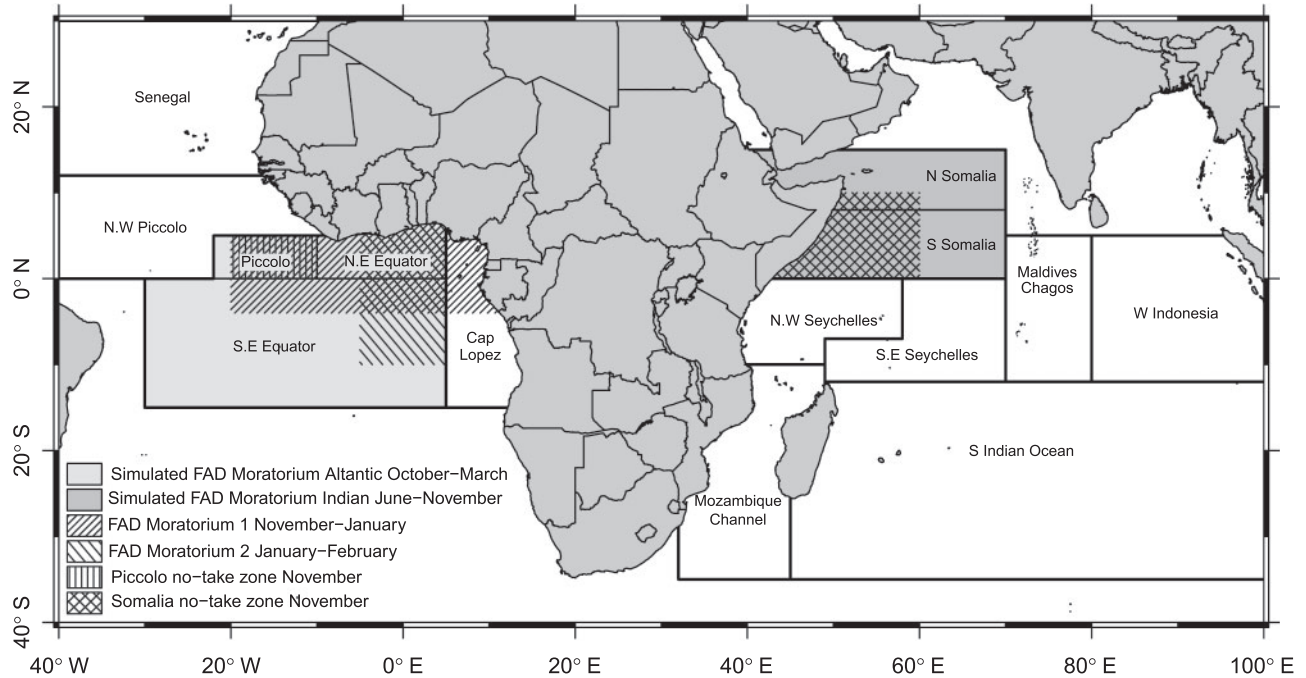 Senegal
N.W Piccolo
Piccolo
N.E Equator
S.E Equator
Cap
Lopez
N Somalia
S Somalia
Maldives
Chagos
W Indonesia
N.W Seychelles
S.E Seychelles
S Indian Ocean
Mozambique
Channel
Simulated FAD Moratorium Altantic October−March
Simulated FAD Moratorium Indian June−November
FAD Moratorium 1 November−January
FAD Moratorium 2 January−February
Piccolo no−take zone November
Somalia no−take zone November
20° N
0° N
20° S
40° S
40° W
20° W
0° E
20° E
40° E
60° E
80° E
100° E